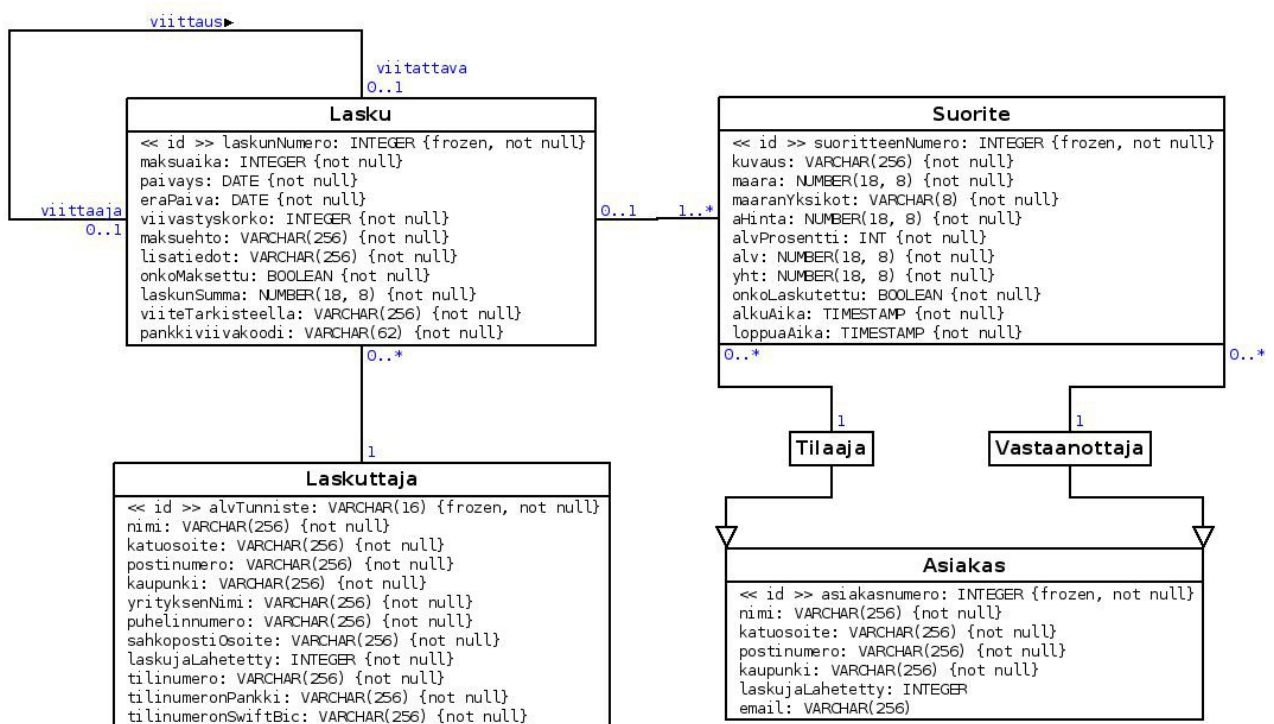 viittaus▶
viitattava
0..1
Lasku
<< id >> laskunNumero: INTEGER {frozen, not null}
maksuaika: INTEGER {not null}
paivays: DATE {not null}
eraPaiva: DATE {not null}
viivastyskorko: INTEGER {not null}
maksuehto: VARCHAR(256) {not null}
lisatiedot: VARCHAR(256) {not null}
onkoMaksettu: BOOLEAN {not null}
laskunSumma: NUMBER(18, 8) {not null}
viiteTarkisteella: VARCHAR(256) {not null}
pankkiviivakoodi: VARCHAR(62) {not null}
viittaaja
0..1
0..1
1..*
0..*
1
Suorite
<< id >> suoritteenNumero: INTEGER {frozen, not null}
kuvaus: VARCHAR(256) {not null}
maara: NUMBER(18, 8) {not null}
maaranYksikot: VARCHAR(8) {not null}
aHinta: NUMBER(18, 8) {not null}
alvProsentti: INT {not null}
alv: NUMBER(18, 8) {not null}
yht: NUMBER(18, 8) {not null}
onkoLaskutettu: BOOLEAN {not null}
alkuAika: TIMESTAMP {not null}
loppuaAika: TIMESTAMP {not null}
0..*
0..*
1
1
Tilaaja
Vastaanottaja
Laskuttaja
<< id >> alvTunniste: VARCHAR(16) {frozen, not null}
nimi: VARCHAR(256) {not null}
katuosoite: VARCHAR(256) {not null}
postinumero: VARCHAR(256) {not null}
kaupunki: VARCHAR(256) {not null}
yrityksenNimi: VARCHAR(256) {not null}
puhelinnumero: VARCHAR(256) {not null}
sahkopostiOsoite: VARCHAR(256) {not null}
laskujaLahetetty: INTEGER {not null}
tilinumero: VARCHAR(256) {not null}
tilinumeronPankki: VARCHAR(256) {not null}
tilinumeronSwiftBic: VARCHAR(256) {not null}
Asiakas
<< id >> asiakasnumero: INTEGER {frozen, not null}
nimi: VARCHAR(256) {not null}
katuosoite: VARCHAR(256) {not null}
postinumero: VARCHAR(256) {not null}
kaupunki: VARCHAR(256) {not null}
laskujaLahetetty: INTEGER
email: VARCHAR(256)